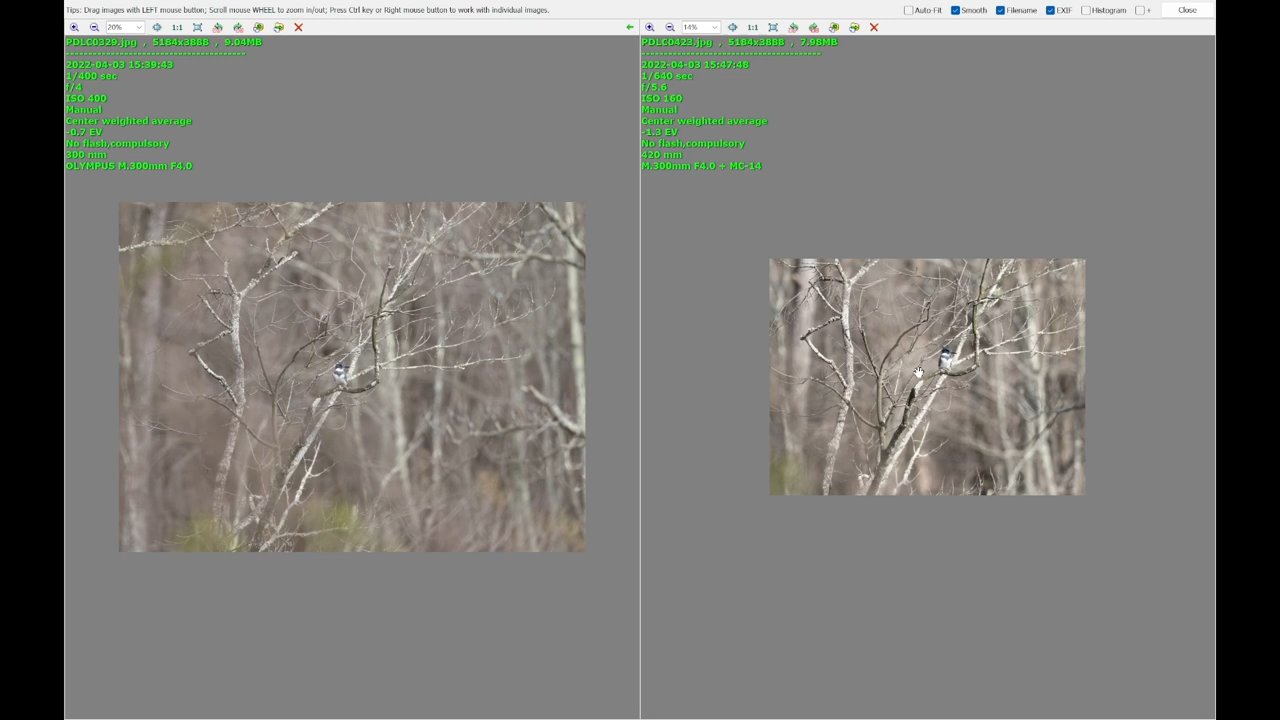 Tips: Drag images with LEFT mouse button; Scroll mouse WHEEL to zoom in/out; Press Ctrl key or Right mouse button to work with individual images.
Auto-Fit Smooth Filename EXIF Histogram + Close
20% 1:1
PDLC0329.jpg , 5184x3888 , 9.04MB
----------------------------------------
2022-04-03 15:39:43
1/400 sec
f/4
ISO 400
Manual
Center weighted average
-0.7 EV
No flash,compulsory
300 mm
OLYMPUS M.300mm F4.0
14% 1:1
PDLC0423.jpg , 5184x3888 , 7.98MB
----------------------------------------
2022-04-03 15:47:48
1/640 sec
f/5.6
ISO 160
Manual
Center weighted average
-1.3 EV
No flash,compulsory
420 mm
M.300mm F4.0 + MC-14